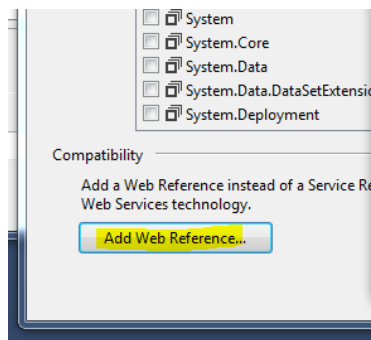 System
System.Core
System.Data
System.Data.DataSetExtensio
System.Deployment
Compatibility
Add a Web Reference instead of a Service Re
Web Services technology.
Add Web Reference...